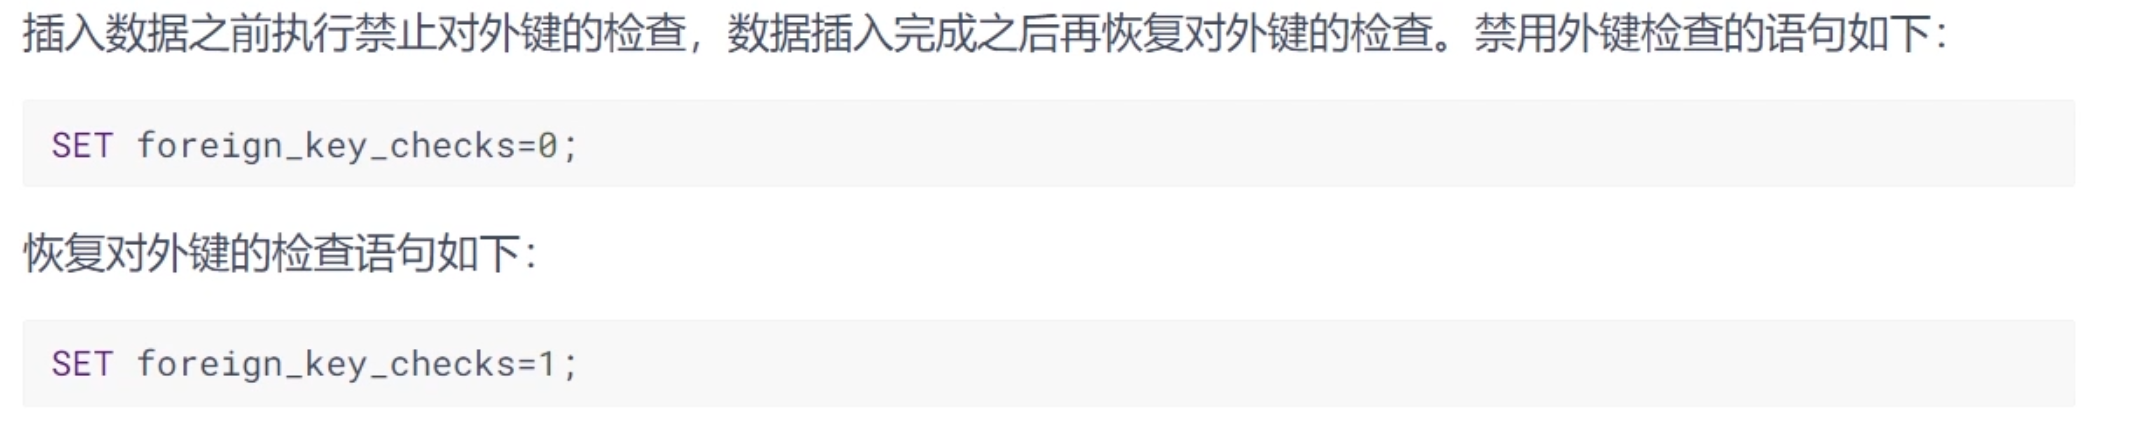 插入数据之前执行禁止对外键的检查，数据插入完成之后再恢复对外键的检查。禁用外键检查的语句如下：
SET foreign_key_checks=0;
恢复对外键的检查语句如下：
SET foreign_key_checks=1;